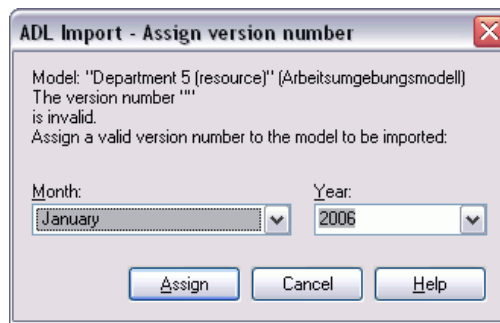 ADL Import - Assign version number
Model: "Department 5 (resource)" (Arbeitsumgebungsmodell)
The version number ""
is invalid.
Assign a valid version number to the model to be imported:
Month: Year:
January 2006
Assign Cancel Help